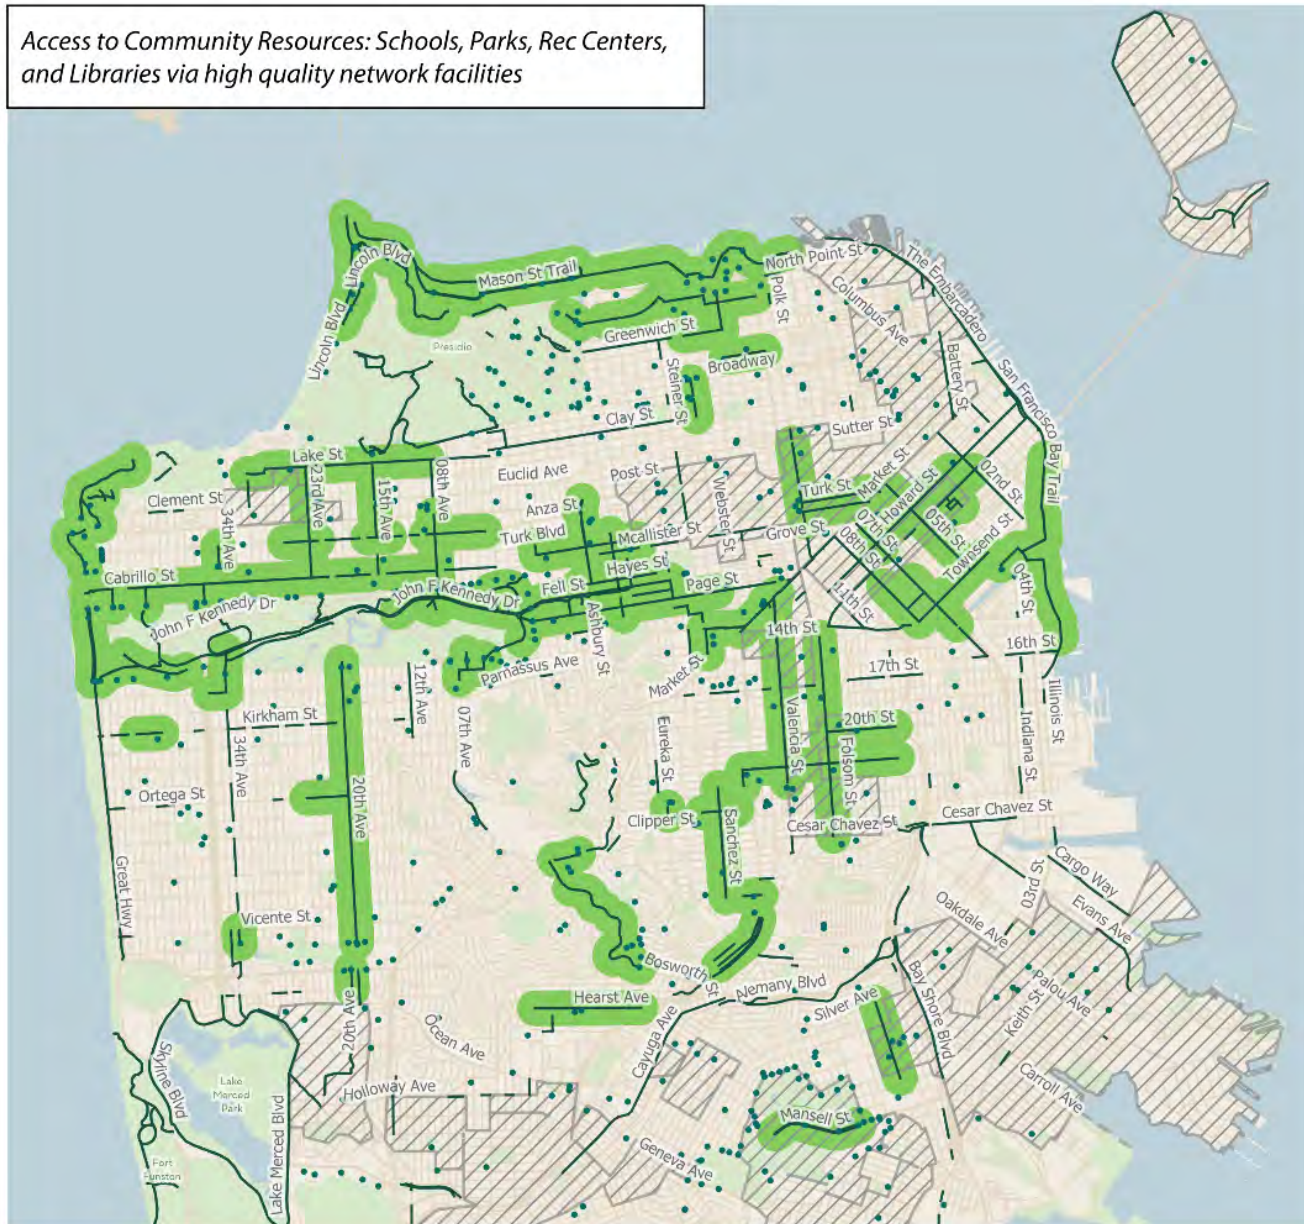 Access to Community Resources: Schools, Parks, Rec Centers,
and Libraries via high quality network facilities
Lincoln Blvd
Mason St Trail
North Point St
The Embarcadero
Lincoln Blvd
Presidio
Greenwich St
Polk St
Columbus Ave
Broadway
Battery St
San Francisco Bay Trail
Steiner St
Clay St
Sutter St
Lake St
23rd Ave
15th Ave
08th Ave
Euclid Ave
Post St
Webster St
Turk St
Market St
Howard St
02nd St
Clement St
34th Ave
Anza St
Turk Blvd
Mcallister St
Grove St
07th St
08th St
05th St
Townsend St
Cabrillo St
Hayes St
Fell St
Page St
11th St
04th St
John F Kennedy Dr
John F Kennedy Dr
Ashbury St
14th St
16th St
Parnassus Ave
Market St
17th St
12th Ave
07th Ave
Kirkham St
34th Ave
Eureka St
Valencia St
20th St
Folsom St
Indiana St
Illinois St
Ortega St
20th Ave
Clipper St
Sanchez St
Cesar Chavez St
Cesar Chavez St
Great Hwy
03rd St
Cargo Way
Evans Ave
Oakdale Ave
Vicente St
Bosworth St
Alemany Blvd
Bay Shore Blvd
Palou Ave
Keith St
Hearst Ave
Silver Ave
20th Ave
Ocean Ave
Cayuga Ave
Skyline Blvd
Lake
Merced
Park
Holloway Ave
Carroll Ave
Mansell St
Lake Merced Blvd
Geneva Ave
Fort
Funston